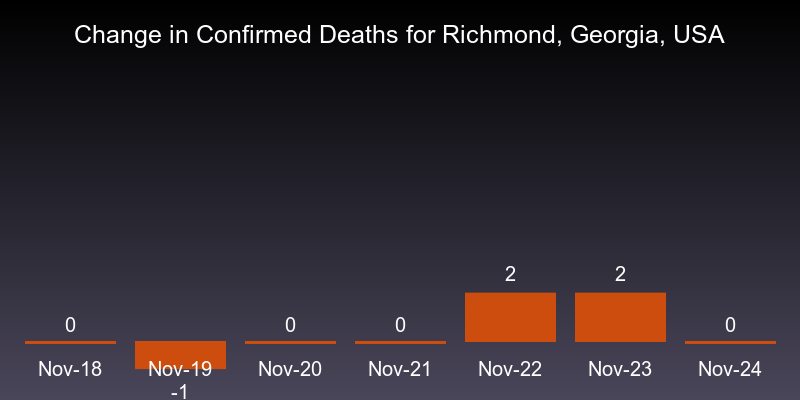 Change in Confirmed Deaths for Richmond, Georgia, USA
2 2
0 0 0 0
Nov-18 Nov-19 Nov-20 Nov-21 Nov-22 Nov-23 Nov-24
-1